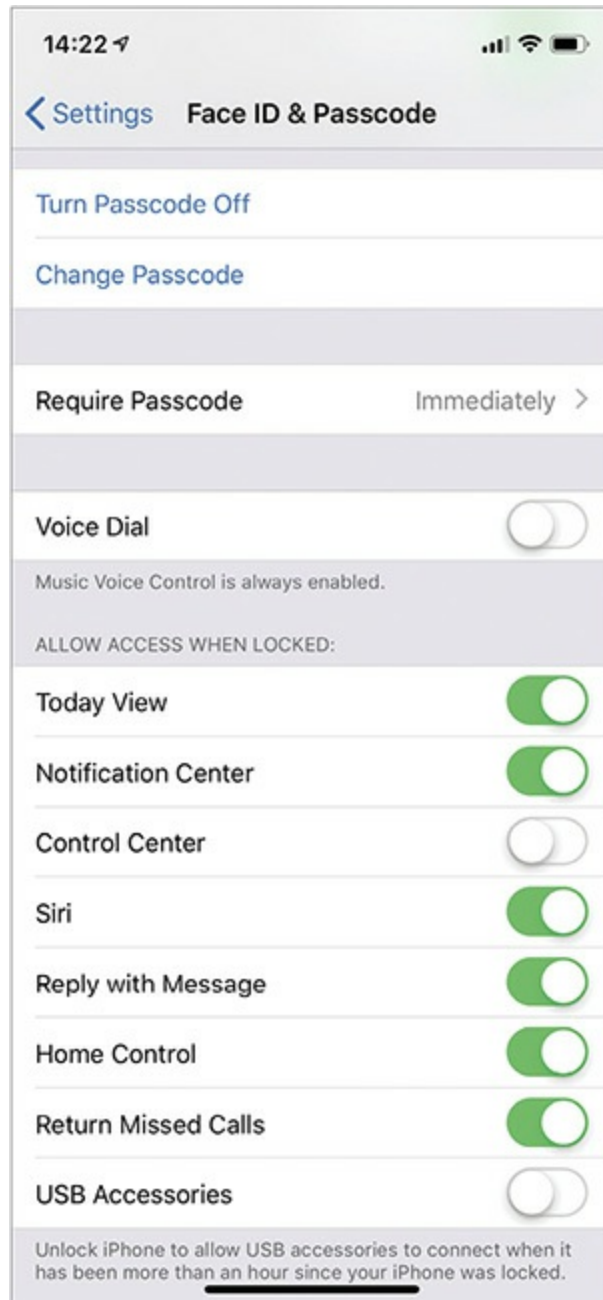 14:22
Settings Face ID & Passcode
Turn Passcode Off
Change Passcode
Require Passcode Immediately
Voice Dial
Music Voice Control is always enabled.
ALLOW ACCESS WHEN LOCKED:
Today View
Notification Center
Control Center
Siri
Reply with Message
Home Control
Return Missed Calls
USB Accessories
Unlock iPhone to allow USB accessories to connect when it
has been more than an hour since your iPhone was locked.